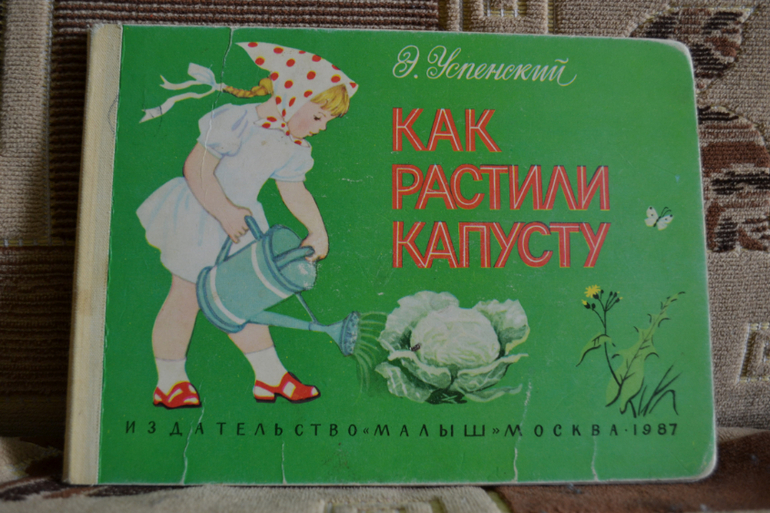 Э. Успенский
КАК
РАСТИЛИ
КАПУСТУ
ИЗДАТЕЛЬСТВО «МАЛЫШ» МОСКВА · 1987